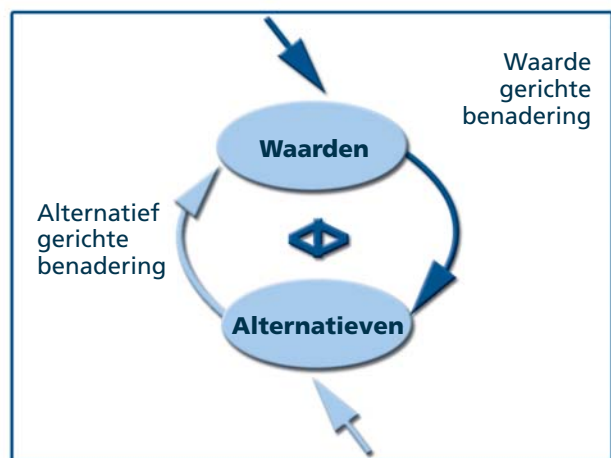 Waarde
gerichte
benadering
Waarden
Alternatief
gerichte
benadering
Alternatieven